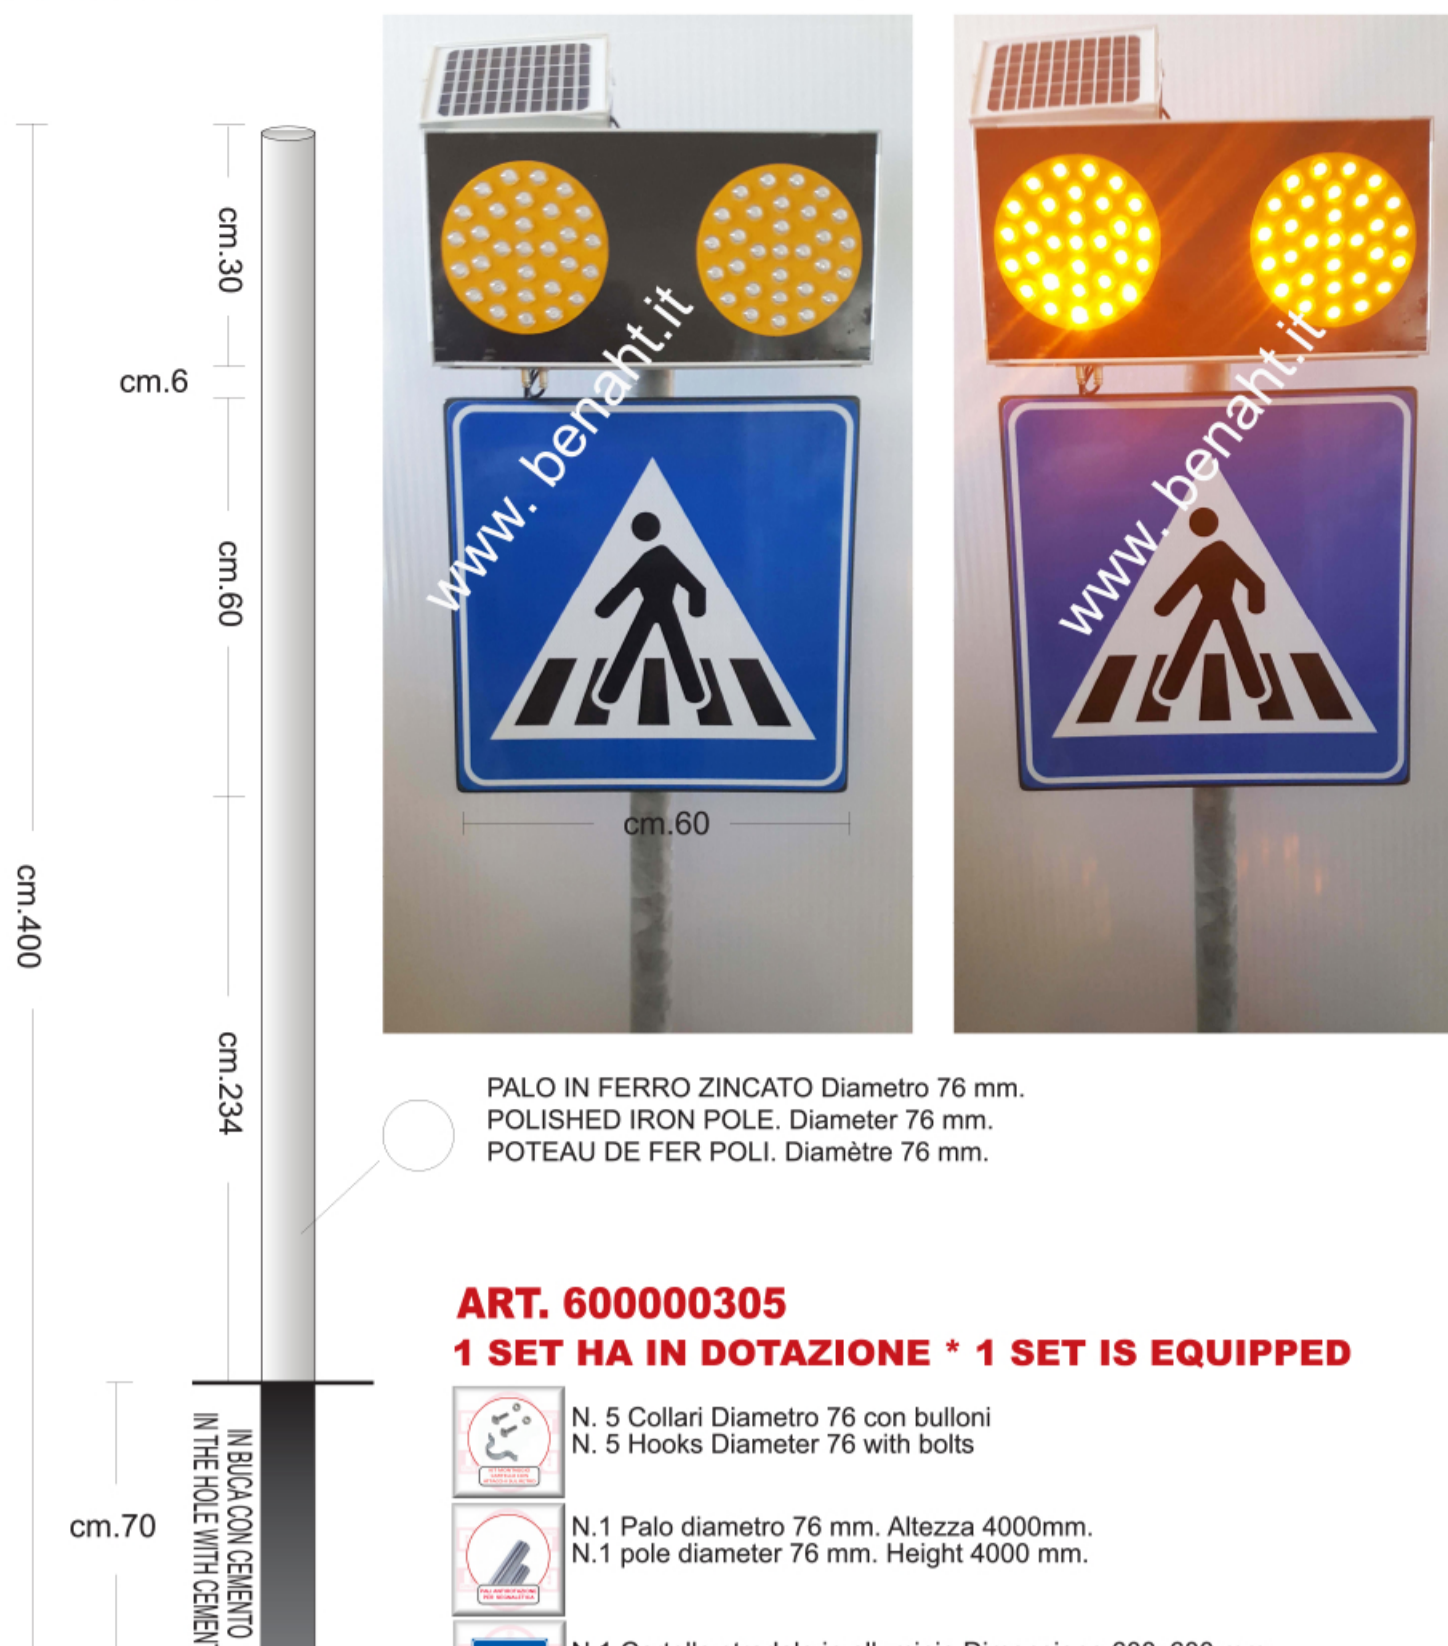 cm.30
cm.6
cm.60
cm.400
cm.234
www. benaht.it
www. benaht.it
cm.60
PALO IN FERRO ZINCATO Diametro 76 mm.
POLISHED IRON POLE. Diameter 76 mm.
POTEAU DE FER POLI. Diamètre 76 mm.
ART. 600000305
1 SET HA IN DOTAZIONE * 1 SET IS EQUIPPED
N. 5 Collari Diametro 76 con bulloni
N. 5 Hooks Diameter 76 with bolts
cm.70
IN BUCA CON CEMENTO
IN THE HOLE WITH CEMENT
N.1 Palo diametro 76 mm. Altezza 4000mm.
N.1 pole diameter 76 mm. Height 4000 mm.
PALI ANTIROTAZIONE
PER SEGNALETICA